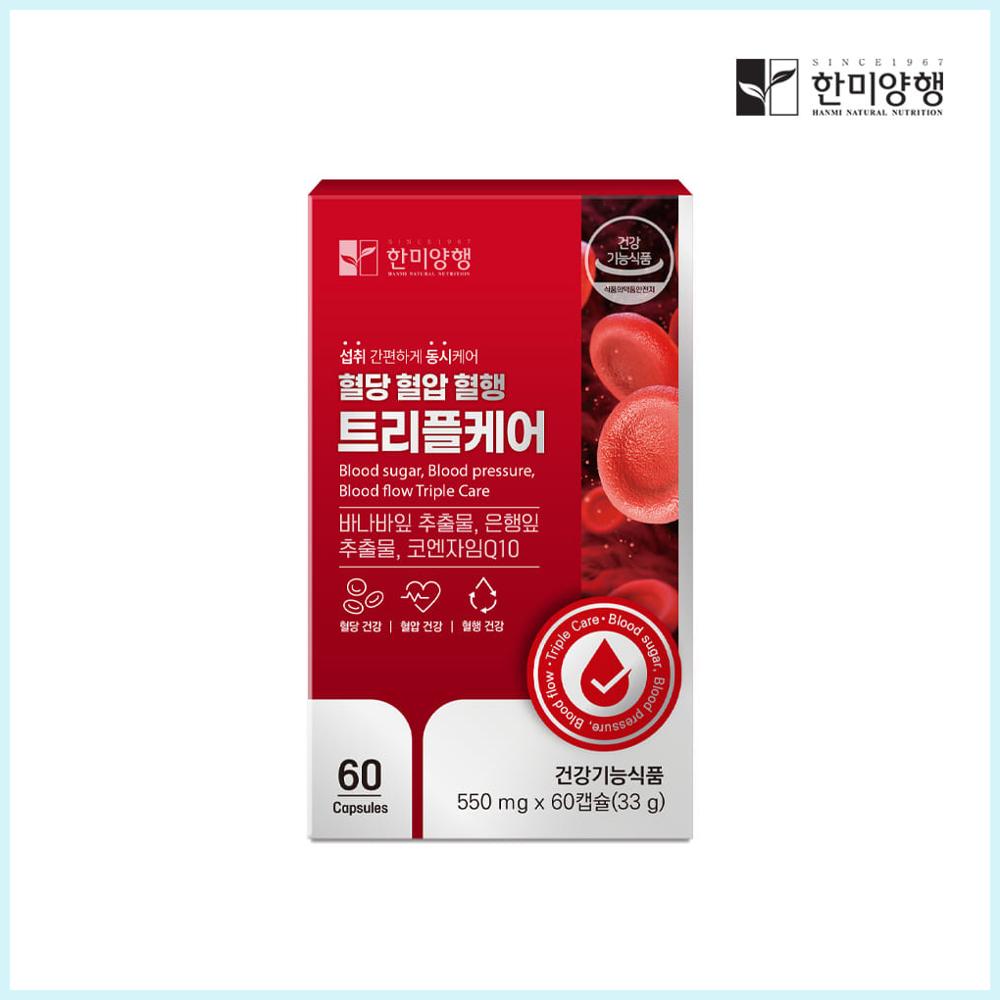 SINCE1967
한미양행
HANMI NATURAL NUTRITION
SINCE1967
한미양행
HANMI NATURAL NUTRITION
건강
기능식품
식품의약품안전처
섭취 간편하게 동시케어
혈당 혈압 혈행
트리플케어
Blood sugar, Blood pressure,
Blood flow Triple Care
바나바잎 추출물, 은행잎
추출물, 코엔자임Q10
혈당 건강 | 혈압 건강 | 혈행 건강
Triple Care • Blood sugar, Blood pressure, Blood flow •
60
Capsules
건강기능식품
550 mg x 60캡슐(33 g)